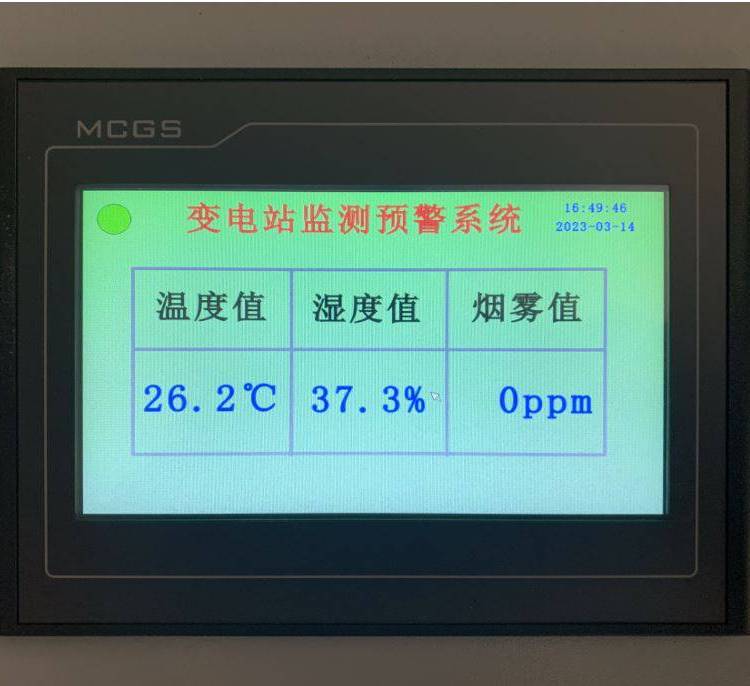 MCGS
变电站监测预警系统
16:49:46
2023-03-14
温度值 湿度值 烟雾值
26.2℃ 37.3% 0ppm